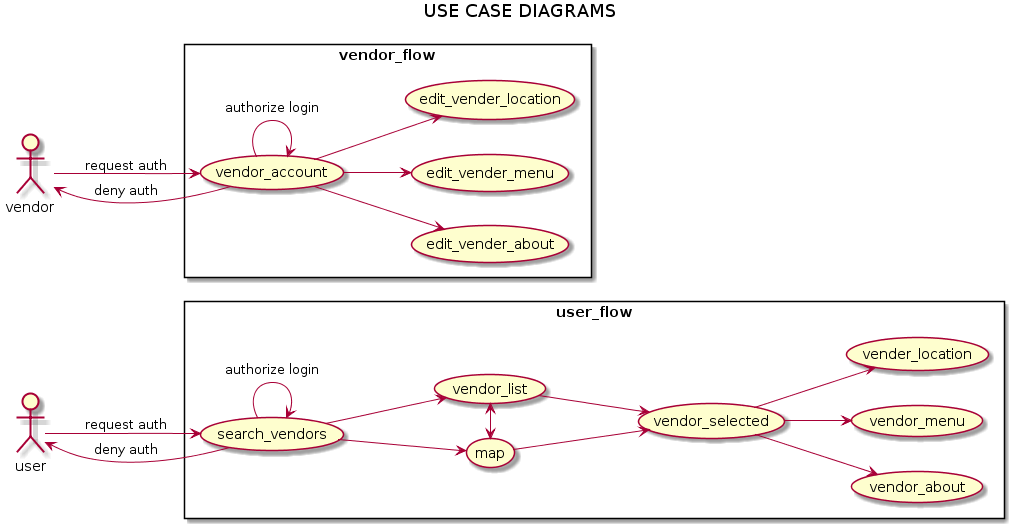 USE CASE DIAGRAMS
vendor_flow
edit_vender_location
authorize login
request auth
vendor_account
edit_vender_menu
deny auth
vendor
edit_vender_about
user_flow
vender_location
authorize login
vendor_list
request auth
search_vendors
vendor_selected
vendor_menu
deny auth
map
user
vendor_about